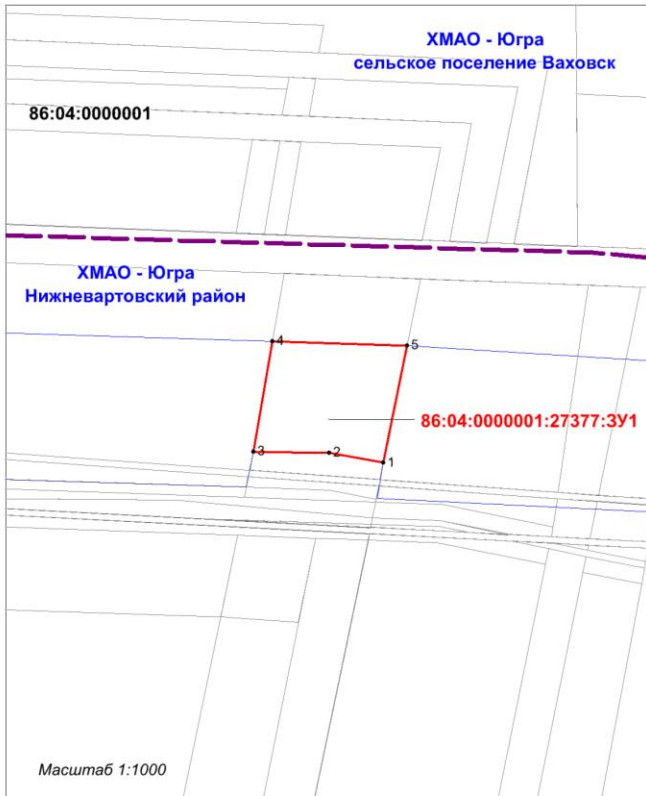 ХМАО - Югра
сельское поселение Ваховск
86:04:0000001
ХМАО - Югра
Нижневартовский район
4
5
86:04:0000001:27377:ЗУ1
3
2
1
Масштаб 1:1000